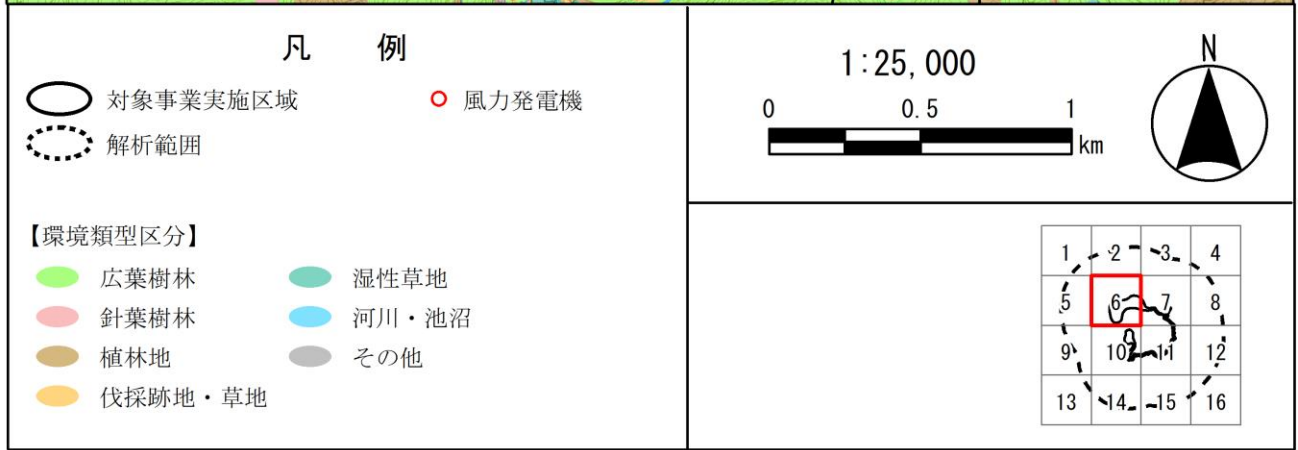 凡 例
対象事業実施区域
風力発電機
解析範囲
【環境類型区分】
広葉樹林
湿性草地
針葉樹林
河川・池沼
植林地
その他
伐採跡地・草地
1:25,000
0 0.5 1
km
N
1 2 3 4
5 6 7 8
9 10 11 12
13 14 15 16